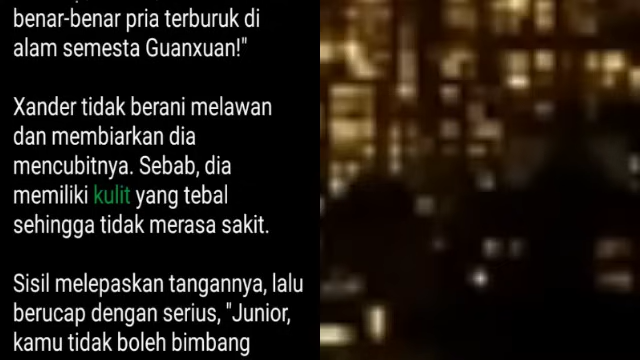 benar-benar pria terburuk di
alam semesta Guanxuan!"
Xander tidak berani melawan
dan membiarkan dia
mencubitnya. Sebab, dia
memiliki kulit yang tebal
sehingga tidak merasa sakit.
Sisil melepaskan tangannya, lalu
berucap dengan serius, "Junior,
kamu tidak boleh bimbang